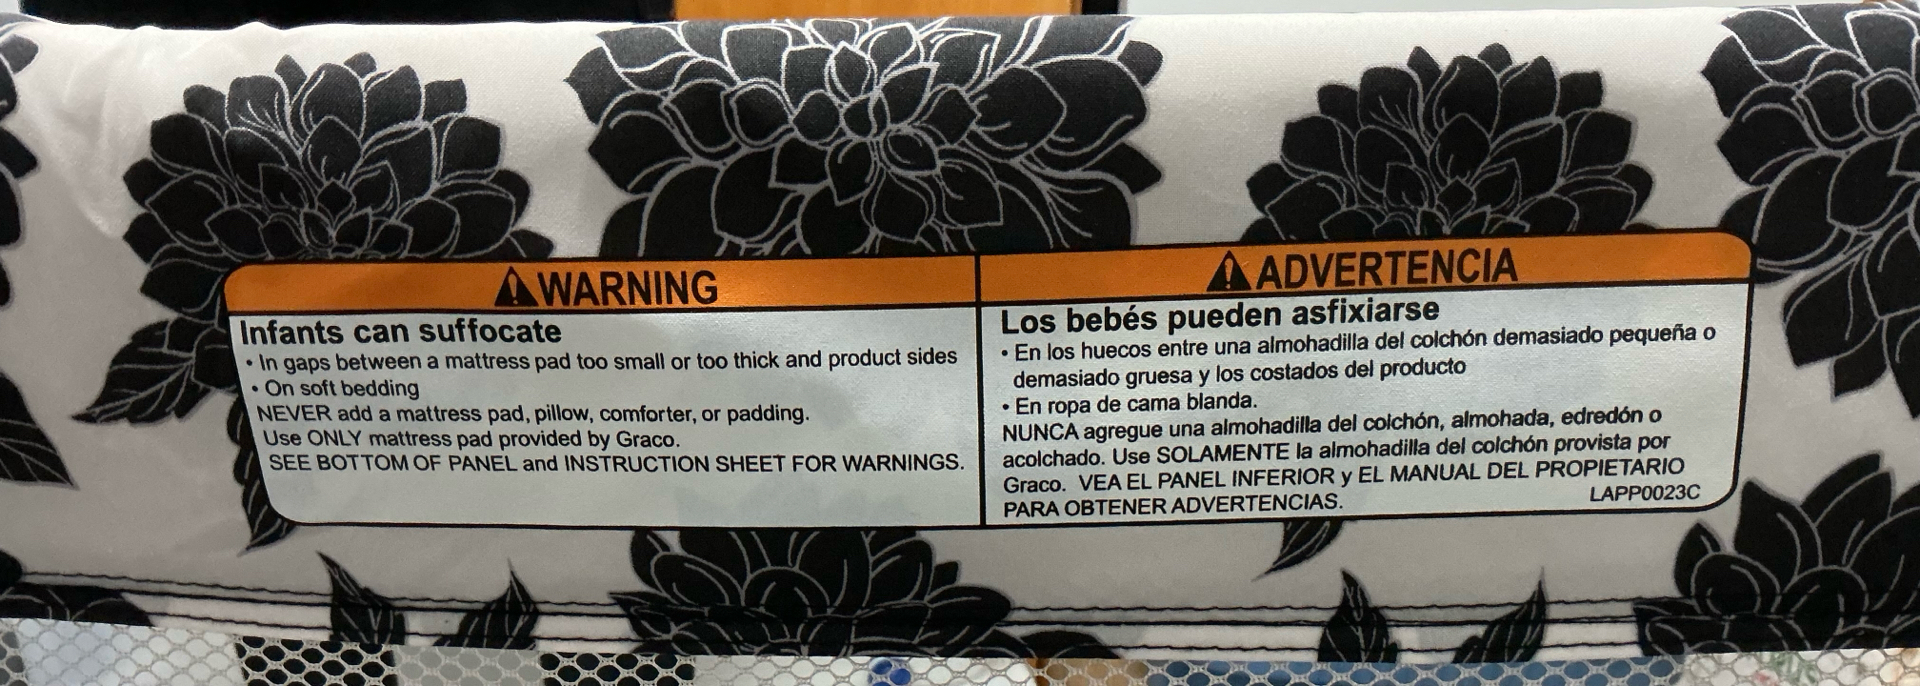 WARNING
Infants can suffocate
• In gaps between a mattress pad too small or too thick and product sides
• On soft bedding
NEVER add a mattress pad, pillow, comforter, or padding.
Use ONLY mattress pad provided by Graco.
SEE BOTTOM OF PANEL and INSTRUCTION SHEET FOR WARNINGS.
ADVERTENCIA
Los bebés pueden asfixiarse
• En los huecos entre una almohadilla del colchón demasiado pequeña o
demasiado gruesa y los costados del producto
• En ropa de cama blanda.
NUNCA agregue una almohadilla del colchón, almohada, edredón o
acolchado. Use SOLAMENTE la almohadilla del colchón provista por
Graco. VEA EL PANEL INFERIOR y EL MANUAL DEL PROPIETARIO
PARA OBTENER ADVERTENCIAS.
LAPP0023C